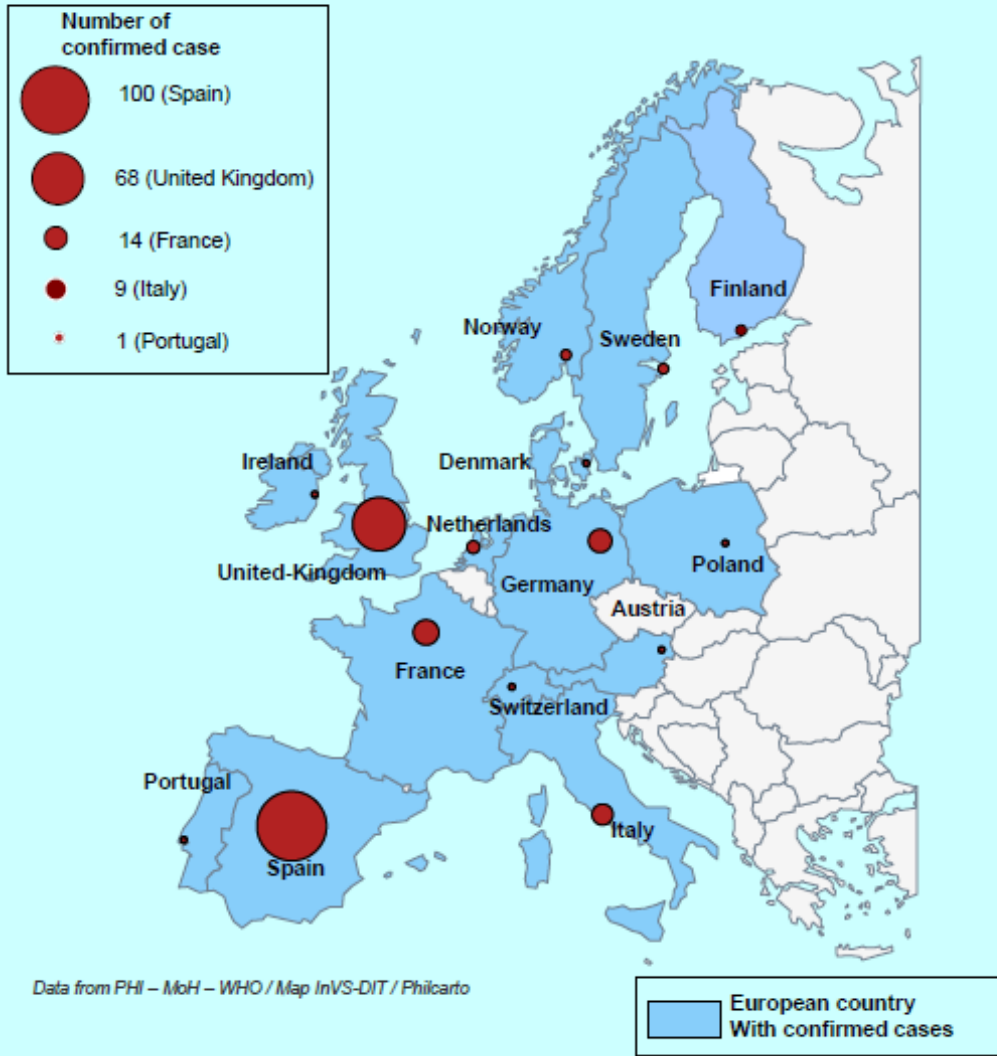 Number of
confirmed case
100 (Spain)
68 (United Kingdom)
14 (France)
9 (Italy)
1 (Portugal)
Finland
Norway
Sweden
Ireland
Denmark
Netherlands
United-Kingdom
Germany
Poland
Austria
France
Switzerland
Portugal
Italy
Spain
Data from PHI – MoH – WHO / Map InVS-DIT / Philcarto
European country
With confirmed cases